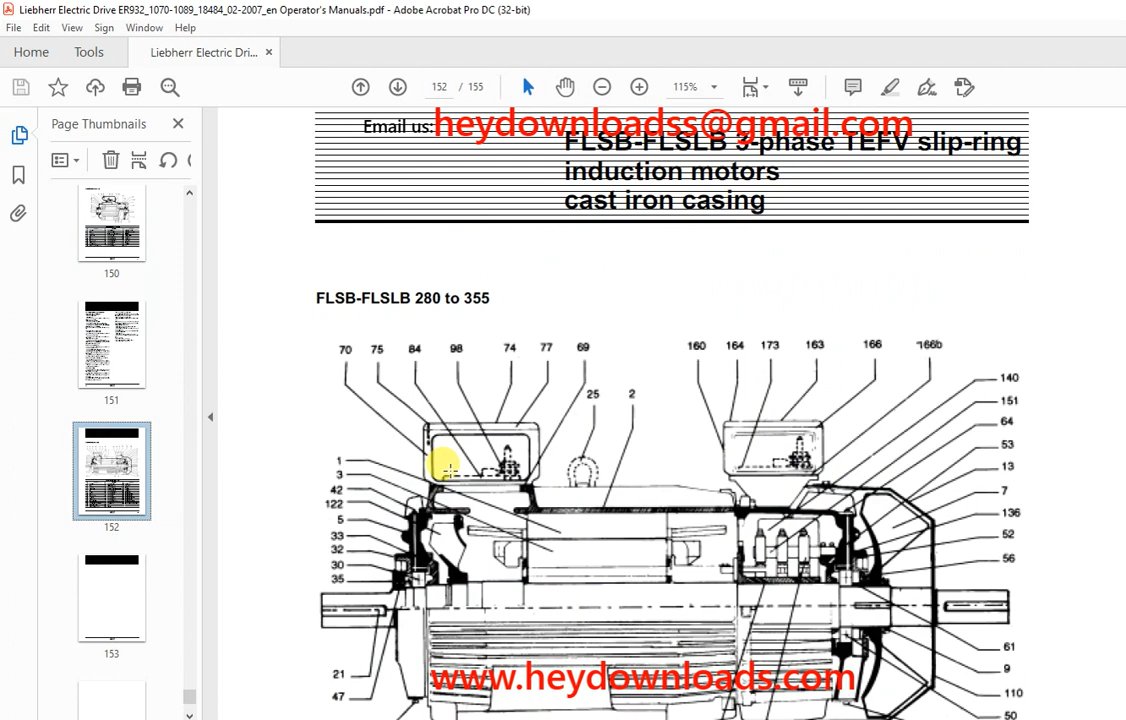 Liebherr Electric Drive ER932_1070-1089_18484_02-2007_en Operator's Manuals.pdf - Adobe Acrobat Pro DC (32-bit)
File Edit View Sign Window Help
Home Tools Liebherr Electric Dri... ×
152 / 155 115%
Page Thumbnails
150
151
152
153
Email us: heydownloadss@gmail.com
FLSB-FLSLB 3-phase TEFV slip-ring
induction motors
cast iron casing
FLSB-FLSLB 280 to 355
70 75 84 98 74 77 69 160 164 173 163 166 166b
25 2
140
151
64
53
13
7
136
52
56
1
3
42
122
5
33
32
30
35
21
47
61
9
110
50
www.heydownloads.com